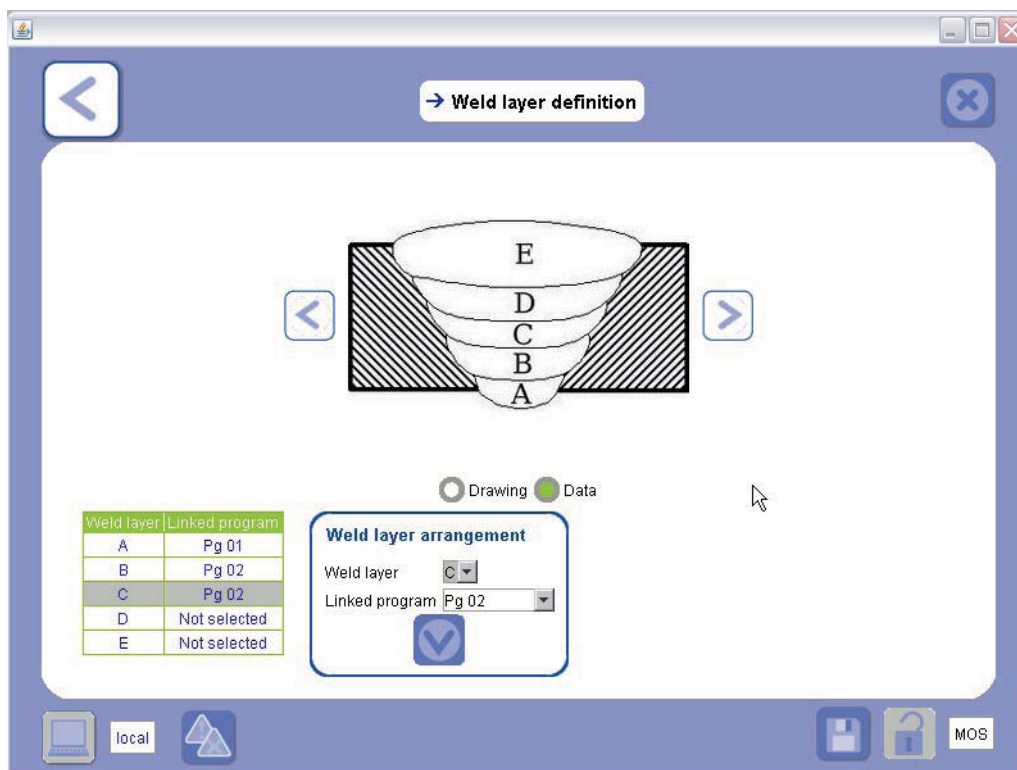 → Weld layer definition
E
D
C
B
A
Drawing Data
Weld layer Linked program
A Pg 01
B Pg 02
C Pg 02
D Not selected
E Not selected
Weld layer arrangement
Weld layer C
Linked program Pg 02
local
MOS